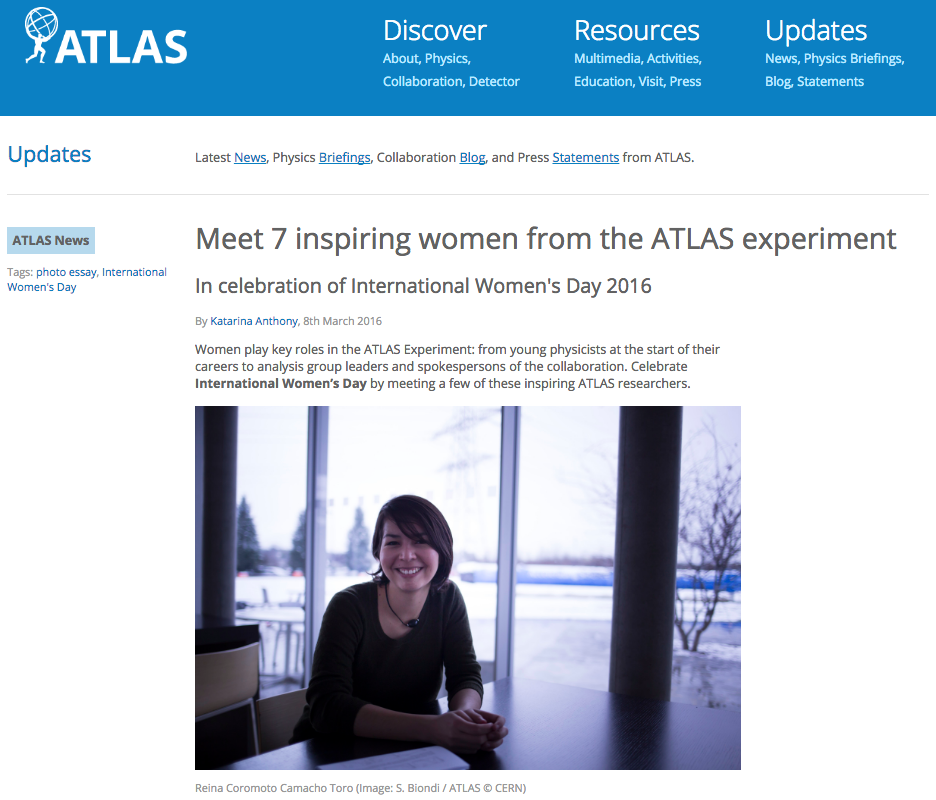 ATLAS
Discover
About, Physics,
Collaboration, Detector
Resources
Multimedia, Activities,
Education, Visit, Press
Updates
News, Physics Briefings,
Blog, Statements
Updates
Latest News, Physics Briefings, Collaboration Blog, and Press Statements from ATLAS.
ATLAS News
Tags: photo essay, International
Women's Day
Meet 7 inspiring women from the ATLAS experiment
In celebration of International Women's Day 2016
By Katarina Anthony, 8th March 2016
Women play key roles in the ATLAS Experiment: from young physicists at the start of their
careers to analysis group leaders and spokespersons of the collaboration. Celebrate
International Women’s Day by meeting a few of these inspiring ATLAS researchers.
Reina Coromoto Camacho Toro (Image: S. Biondi / ATLAS © CERN)